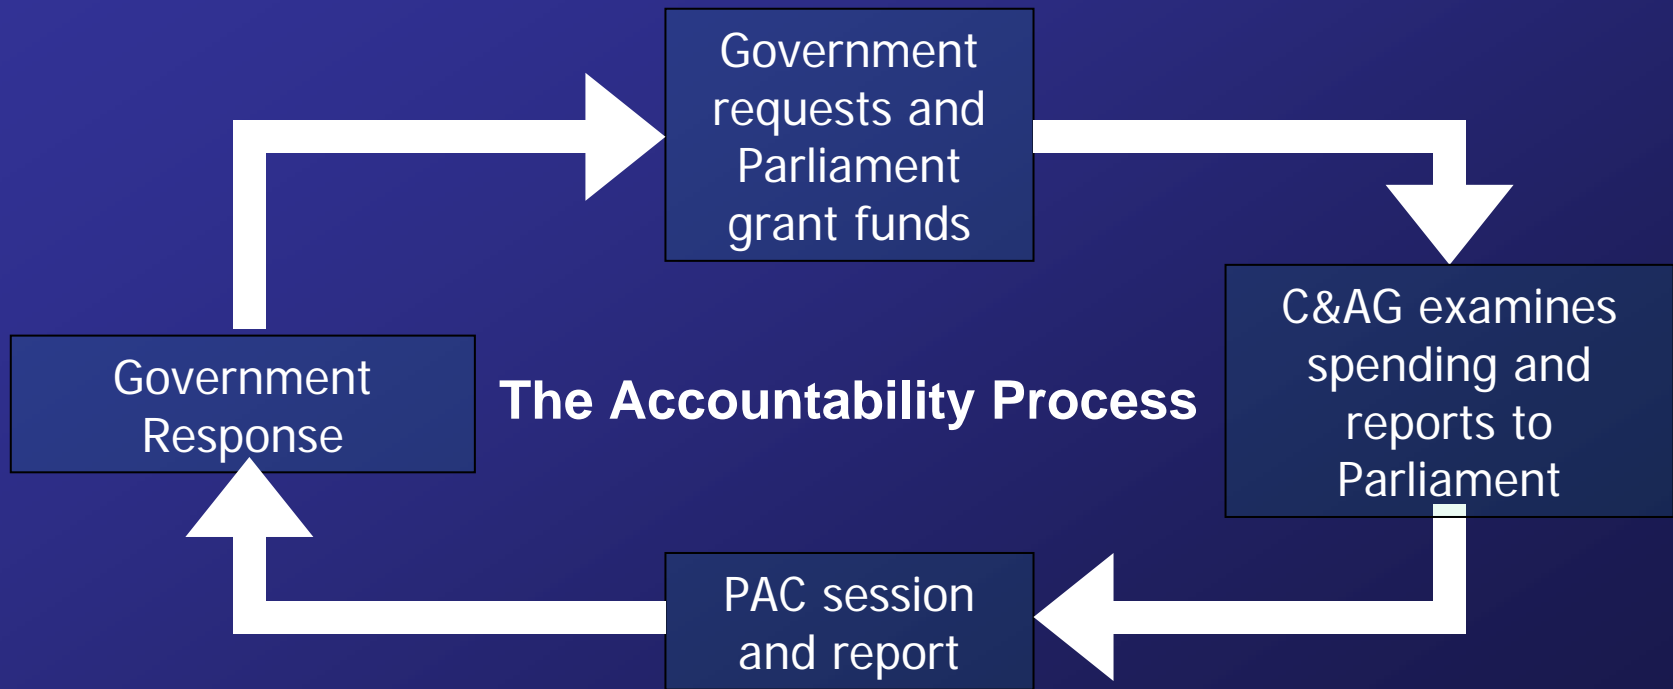 Government
requests and
Parliament
grant funds
C&AG examines
spending and
reports to
Parliament
The Accountability Process
Government
Response
PAC session
and report